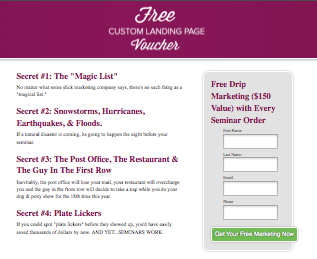 Free
CUSTOM LANDING PAGE
Voucher
Secret #1: The "Magic List"
No matter what some slick marketing company says, there's no such thing as a
"magical list."
Secret #2: Snowstorms, Hurricanes,
Earthquakes, & Floods.
If a natural disaster is coming, its going to happen the night before your
seminar.
Secret #3: The Post Office, The Restaurant &
The Guy In The First Row
Inevitably, the post office will lose your mail, your restaurant will overcharge
you and the guy in the front row will decide to take a nap while you do your
dog & pony show for the 18th time this year.
Secret #4: Plate Lickers
If you could spot "plate lickers" before they showed up, you'd have easily
saved thousands of dollars by now. AND YET...SEMINARS WORK.
Free Drip
Marketing ($150
Value) with Every
Seminar Order
First Name
Last Name
Email
Phone
Get Your Free Marketing Now